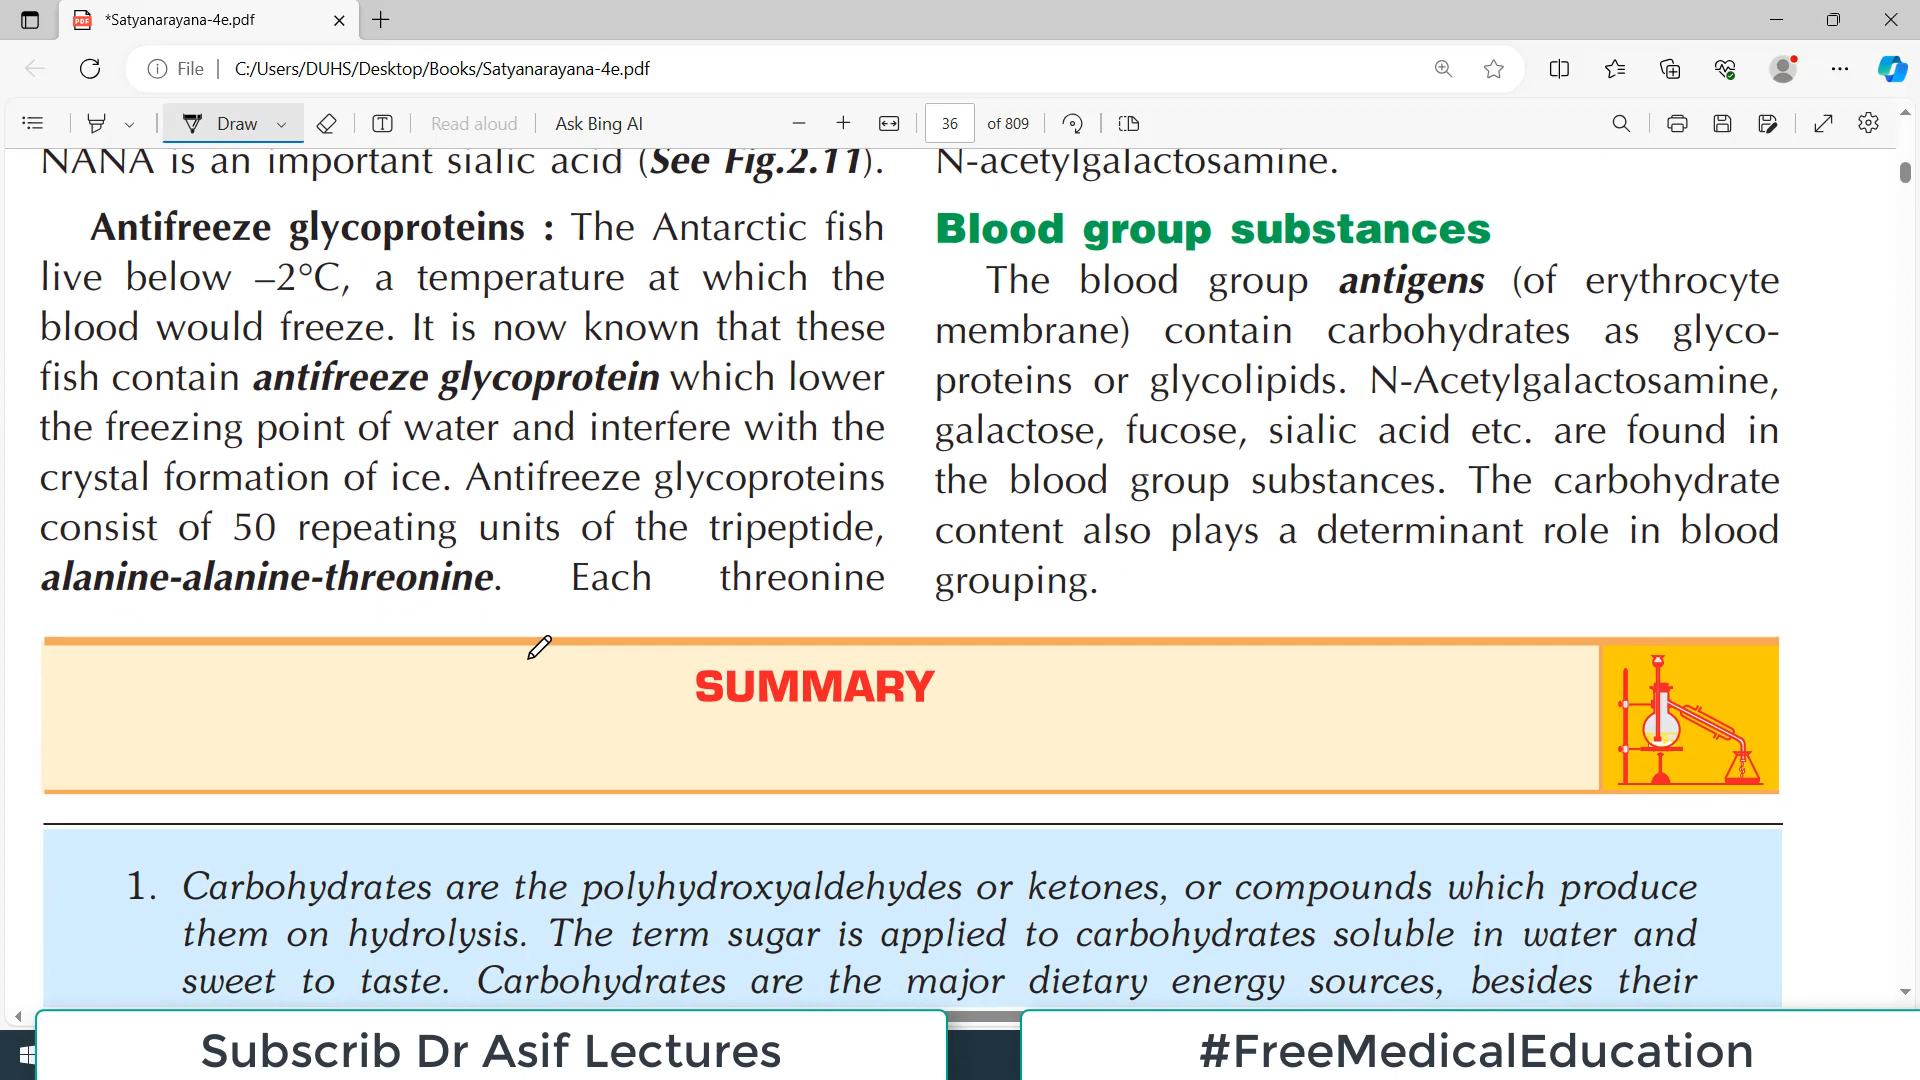 *Satyanarayana-4e.pdf
File
C:/Users/DUHS/Desktop/Books/Satyanarayana-4e.pdf
Draw
Read aloud
Ask Bing AI
36
of 809
NANA is an important sialic acid (See Fig.2.11).
Antifreeze glycoproteins : The Antarctic fish
live below –2°C, a temperature at which the
blood would freeze. It is now known that these
fish contain antifreeze glycoprotein which lower
the freezing point of water and interfere with the
crystal formation of ice. Antifreeze glycoproteins
consist of 50 repeating units of the tripeptide,
alanine-alanine-threonine. Each threonine
N-acetylgalactosamine.
Blood group substances
The blood group antigens (of erythrocyte
membrane) contain carbohydrates as glyco-
proteins or glycolipids. N-Acetylgalactosamine,
galactose, fucose, sialic acid etc. are found in
the blood group substances. The carbohydrate
content also plays a determinant role in blood
grouping.
SUMMARY
1. Carbohydrates are the polyhydroxyaldehydes or ketones, or compounds which produce
them on hydrolysis. The term sugar is applied to carbohydrates soluble in water and
sweet to taste. Carbohydrates are the major dietary energy sources, besides their
Subscrib Dr Asif Lectures
#FreeMedicalEducation